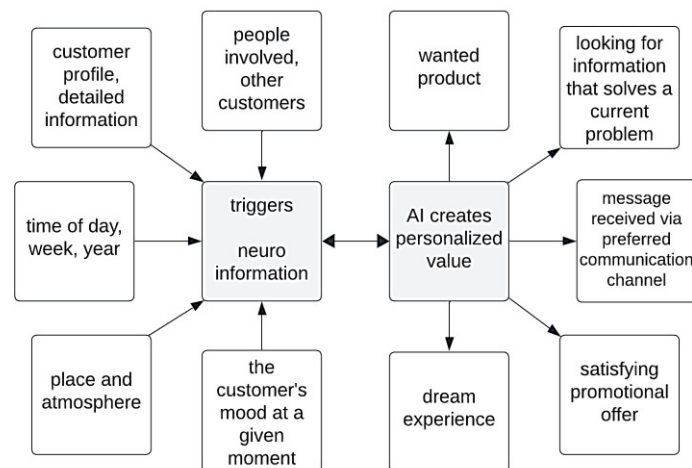 customer
profile,
detailed
information
people
involved,
other
customers
wanted
product
looking for
information
that solves a
current
problem
time of day,
week, year
triggers
neuro
information
AI creates
personalized
value
message
received via
preferred
communication
channel
place and
atmosphere
the
customer's
mood at a
given
moment
dream
experience
satisfying
promotional
offer